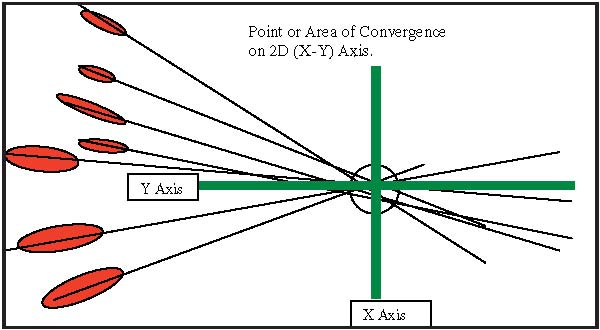 Point or Area of Convergence
on 2D (X-Y) Axis.
Y Axis
X Axis